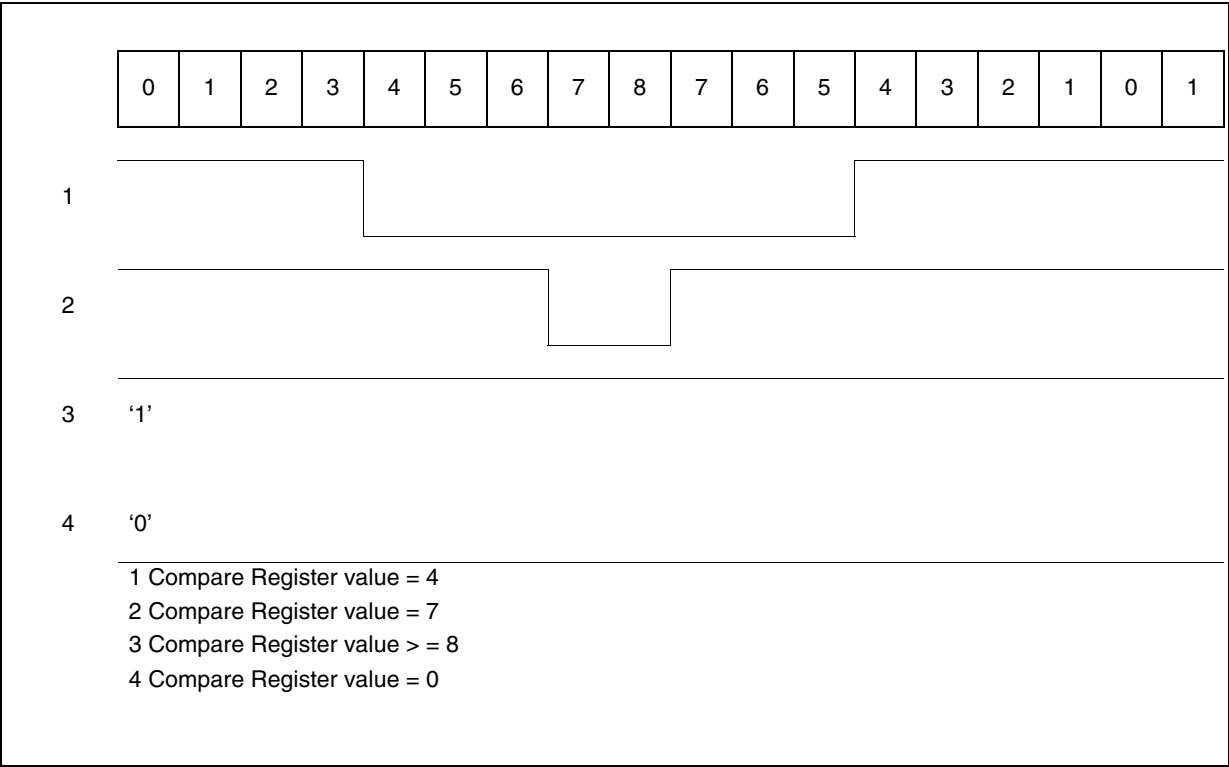 0 1 2 3 4 5 6 7 8 7 6 5 4 3 2 1 0 1
1
2
3 ‘1’
4 ‘0’
1 Compare Register value = 4
2 Compare Register value = 7
3 Compare Register value > = 8
4 Compare Register value = 0